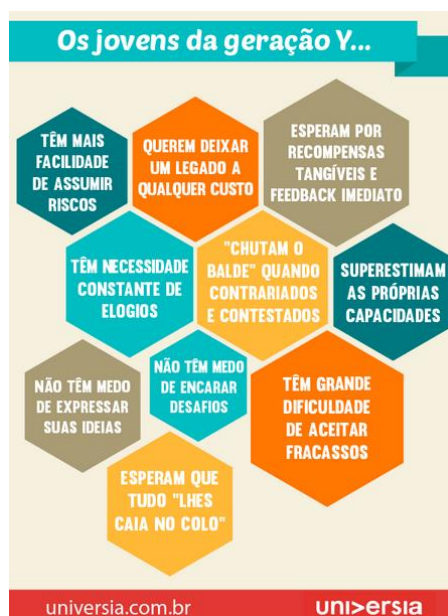 Os jovens da geração Y...
TÊM MAIS
FACILIDADE
DE ASSUMIR
RISCOS
QUEREM DEIXAR
UM LEGADO A
QUALQUER CUSTO
ESPERAM POR
RECOMPENSAS
TANGÍVEIS E
FEEDBACK IMEDIATO
TÊM NECESSIDADE
CONSTANTE DE
ELOGIOS
"CHUTAM O
BALDE" QUANDO
CONTRARIADOS
E CONTESTADOS
SUPERESTIMAM
AS PRÓPRIAS
CAPACIDADES
NÃO TÊM MEDO
DE EXPRESSAR
SUAS IDEIAS
NÃO TÊM MEDO
DE ENCARAR
DESAFIOS
TÊM GRANDE
DIFICULDADE
DE ACEITAR
FRACASSOS
ESPERAM QUE
TUDO "LHES
CAIA NO COLO"
universia.com.br
uni>ersia